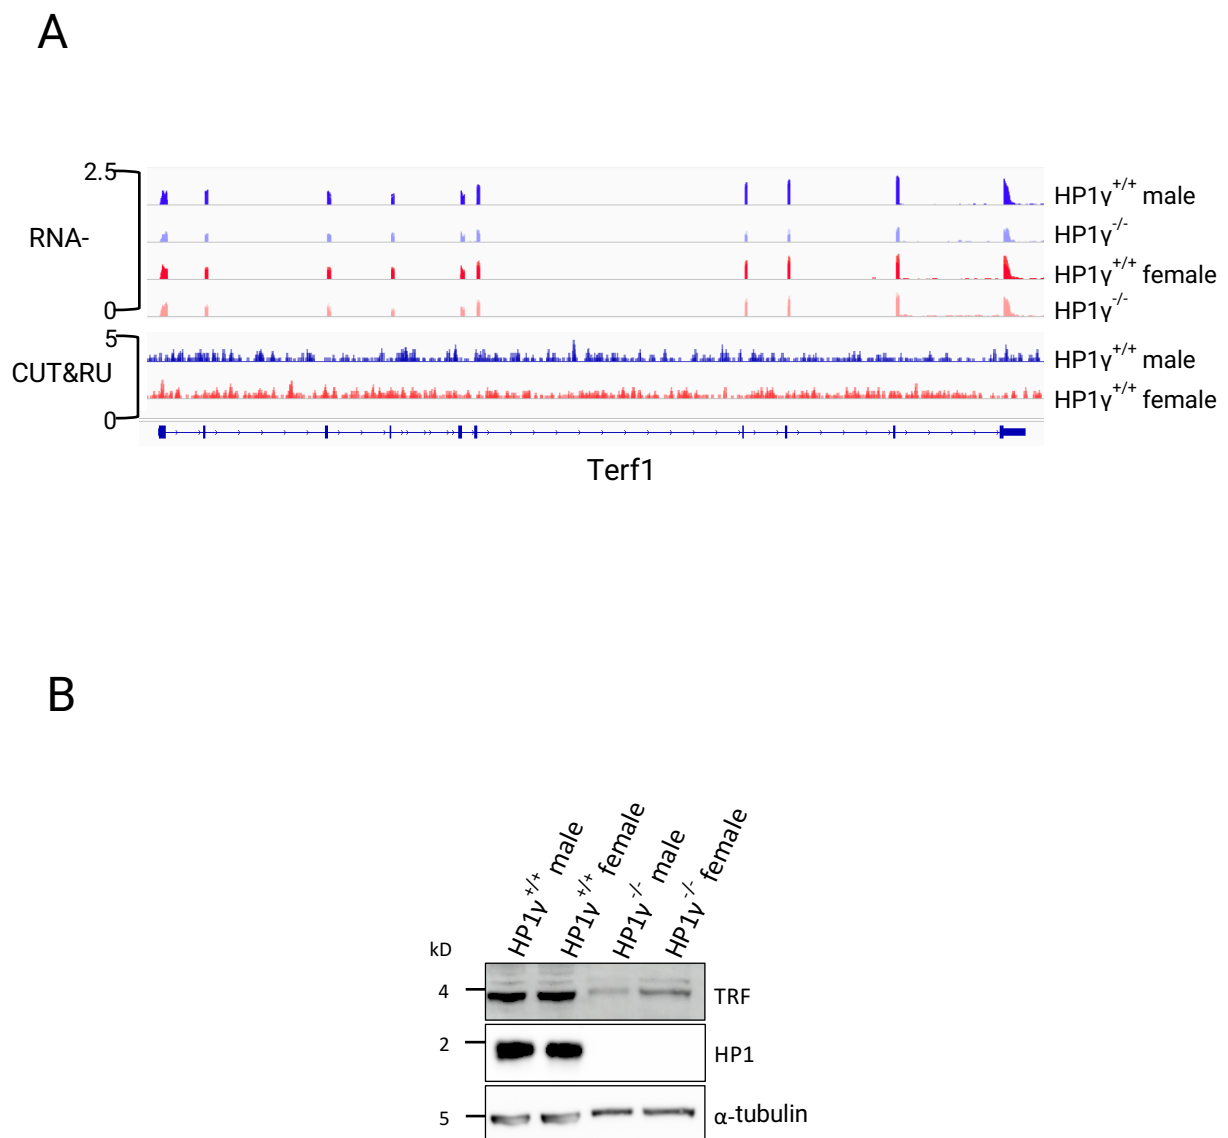 A
2.5
RNA-
0
HP1γ+/+ male
HP1γ-/-
HP1γ+/+ female
HP1γ-/-
5
CUT&RU
0
HP1γ+/+ male
HP1γ+/+ female
Terf1
B
HP1γ+/+ male
HP1γ+/+ female
HP1γ-/- male
HP1γ-/- female
kD
4
TRF
2
HP1
5
α-tubulin